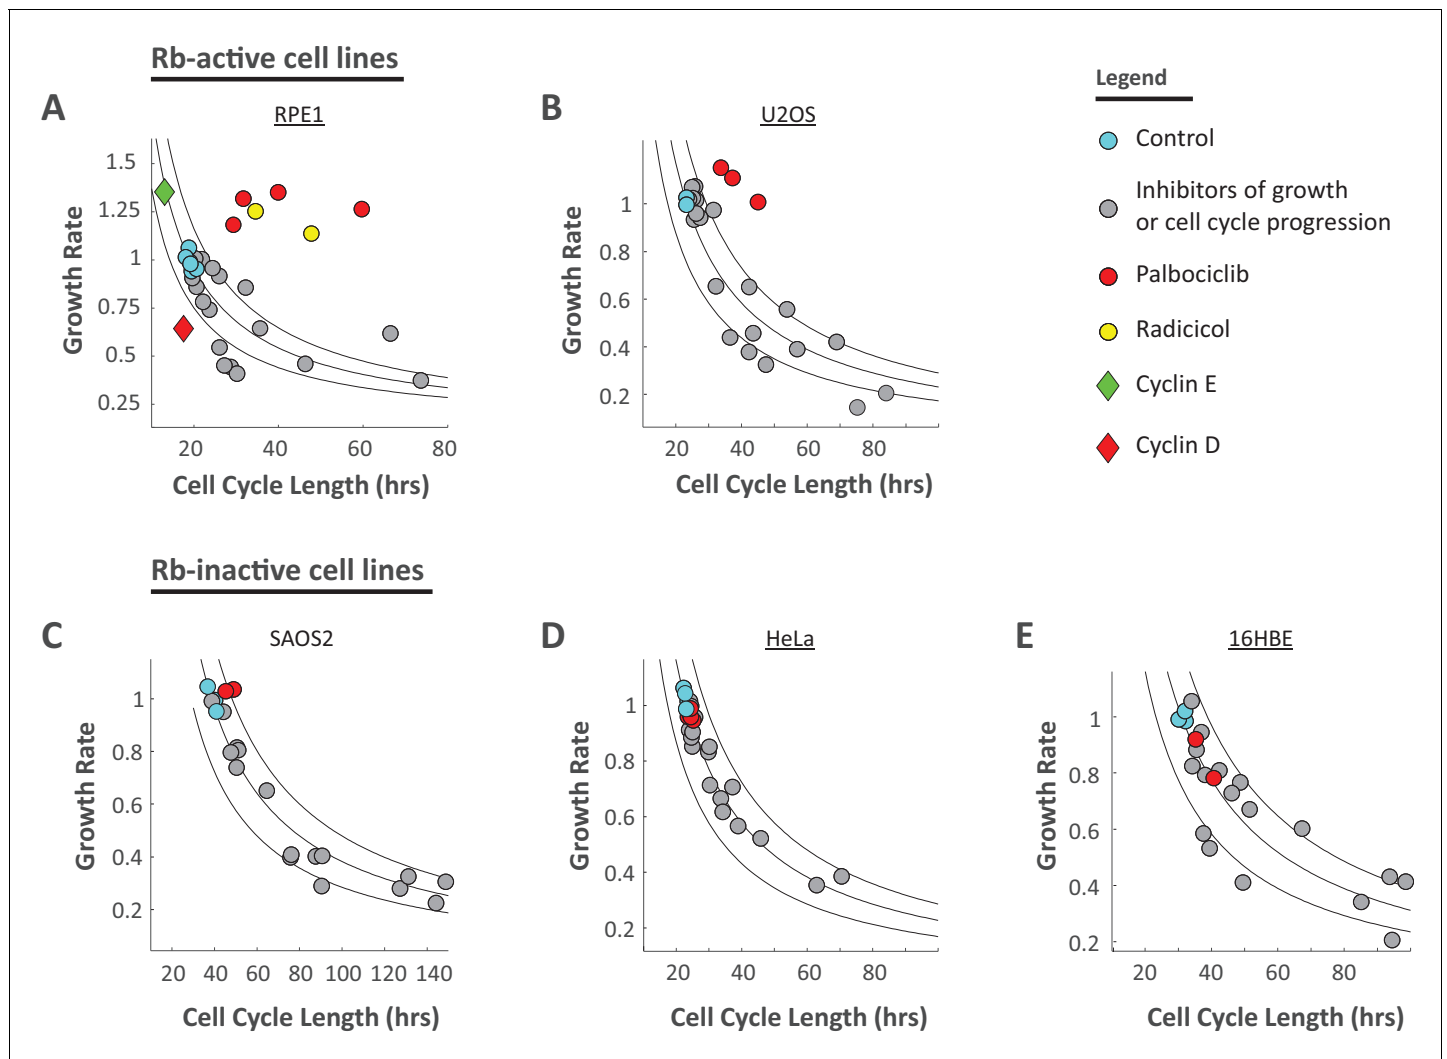 Rb-active cell lines
A
RPE1
Growth Rate
1.5
1.25
1
0.75
0.5
0.25
20
40
60
80
Cell Cycle Length (hrs)
B
U2OS
Growth Rate
1
0.8
0.6
0.4
0.2
20
40
60
80
Cell Cycle Length (hrs)
Legend
Control
Inhibitors of growth
or cell cycle progression
Palbociclib
Radicicol
Cyclin E
Cyclin D
Rb-inactive cell lines
C
SAOS2
Growth Rate
1
0.8
0.6
0.4
0.2
20
40
60
80
100
120
140
Cell Cycle Length (hrs)
D
HeLa
Growth Rate
1
0.8
0.6
0.4
0.2
20
40
60
80
Cell Cycle Length (hrs)
E
16HBE
Growth Rate
1
0.8
0.6
0.4
0.2
20
40
60
80
Cell Cycle Length (hrs)